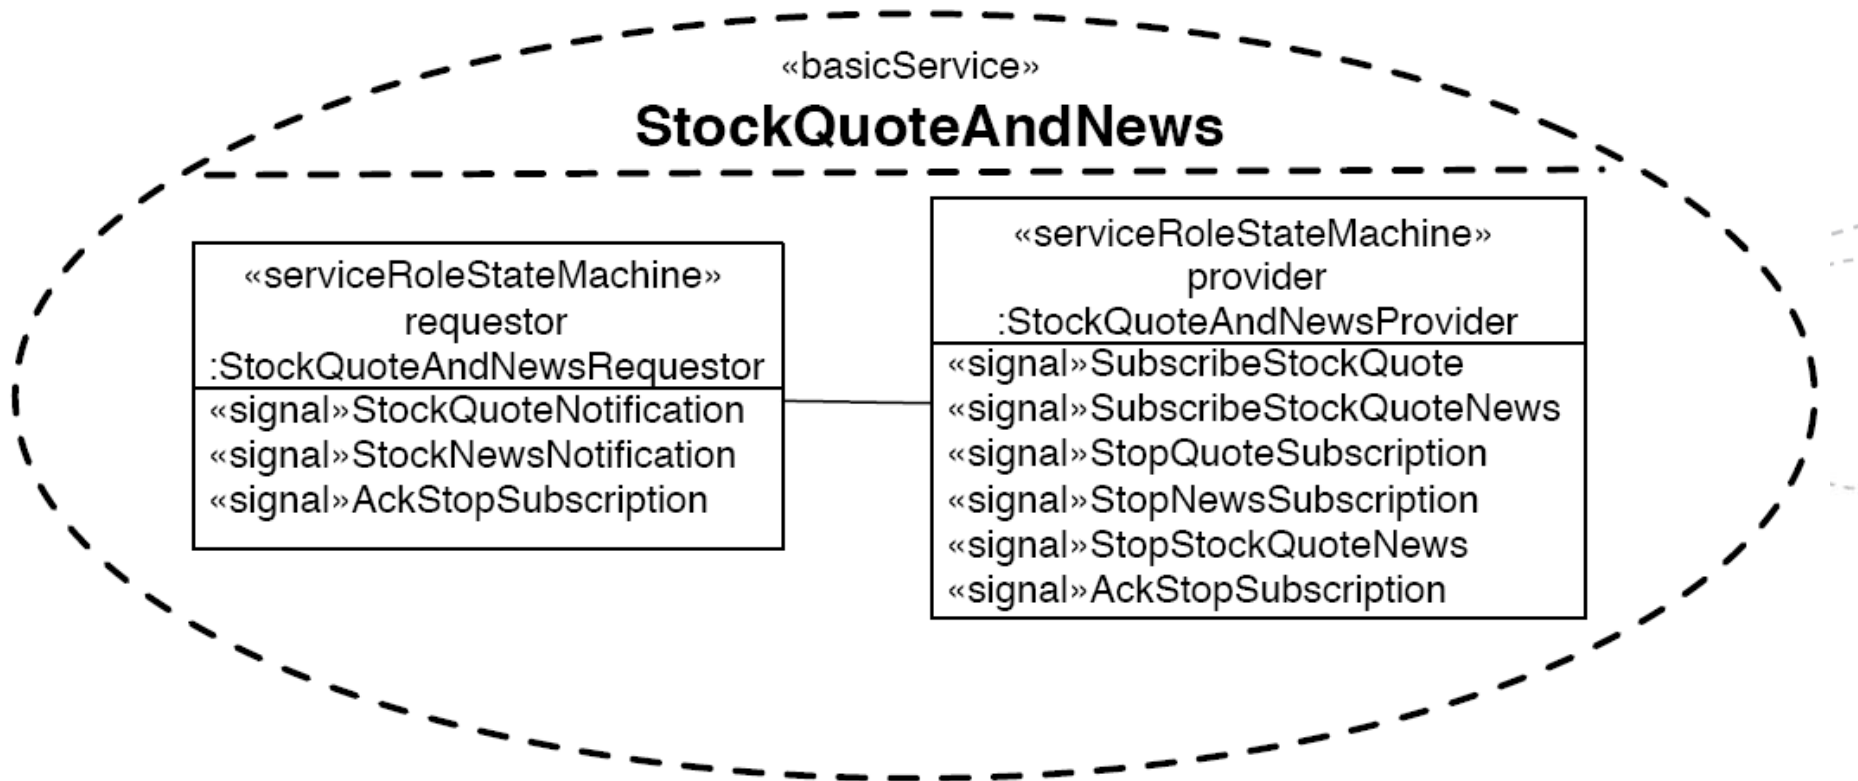 «basicService»
StockQuoteAndNews
«serviceRoleStateMachine»
requestor
:StockQuoteAndNewsRequestor
«signal»StockQuoteNotification
«signal»StockNewsNotification
«signal»AckStopSubscription
«serviceRoleStateMachine»
provider
:StockQuoteAndNewsProvider
«signal»SubscribeStockQuote
«signal»SubscribeStockQuoteNews
«signal»StopQuoteSubscription
«signal»StopNewsSubscription
«signal»StopStockQuoteNews
«signal»AckStopSubscription